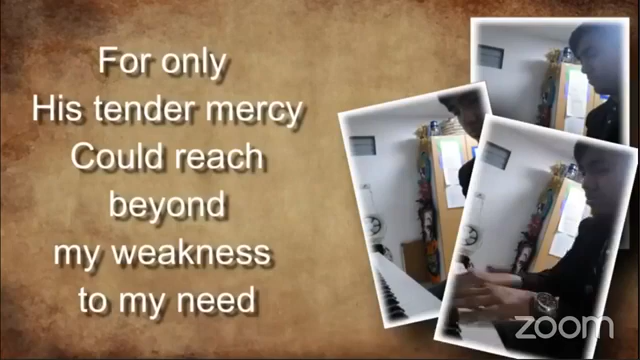 For only
His tender mercy
Could reach
beyond
my weakness
to my need
zoom